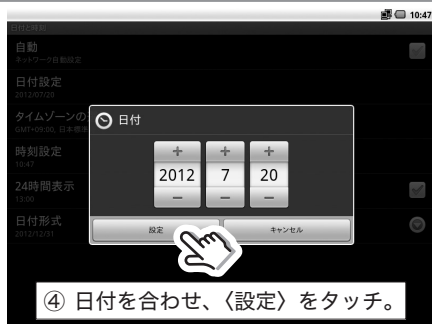 10:47
日付と時刻
自動
ネットワーク自動設定
日付設定
2012/07/20
タイムゾーンの
GMT+09:00, 日本標準
時刻設定
10:47
24時間表示
13:00
日付形式
2012/12/31
日付
+ + +
2012 7 20
− − −
設定 キャンセル
④ 日付を合わせ、〈設定〉をタッチ。